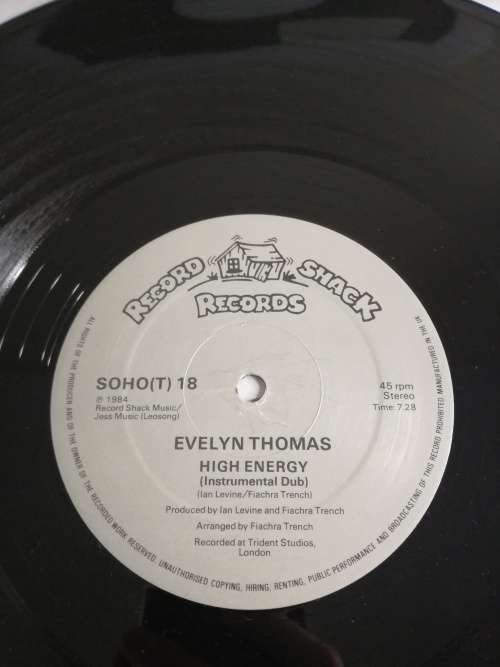 RECORD SHACK
RECORDS
SOHO(T) 18
℗ 1984
Record Shack Music/
Jess Music (Leosong)
45 rpm
Stereo
Time: 7.28
EVELYN THOMAS
HIGH ENERGY
(Instrumental Dub)
(Ian Levine/Fiachra Trench)
Produced by Ian Levine and Fiachra Trench
Arranged by Fiachra Trench
Recorded at Trident Studios,
London
ALL RIGHTS OF THE PRODUCER AND OF THE OWNER OF THE RECORDED WORK RESERVED. UNAUTHORISED COPYING, HIRING, RENTING, PUBLIC PERFORMANCE AND BROADCASTING OF THIS RECORD PROHIBITED. MANUFACTURED IN THE UK